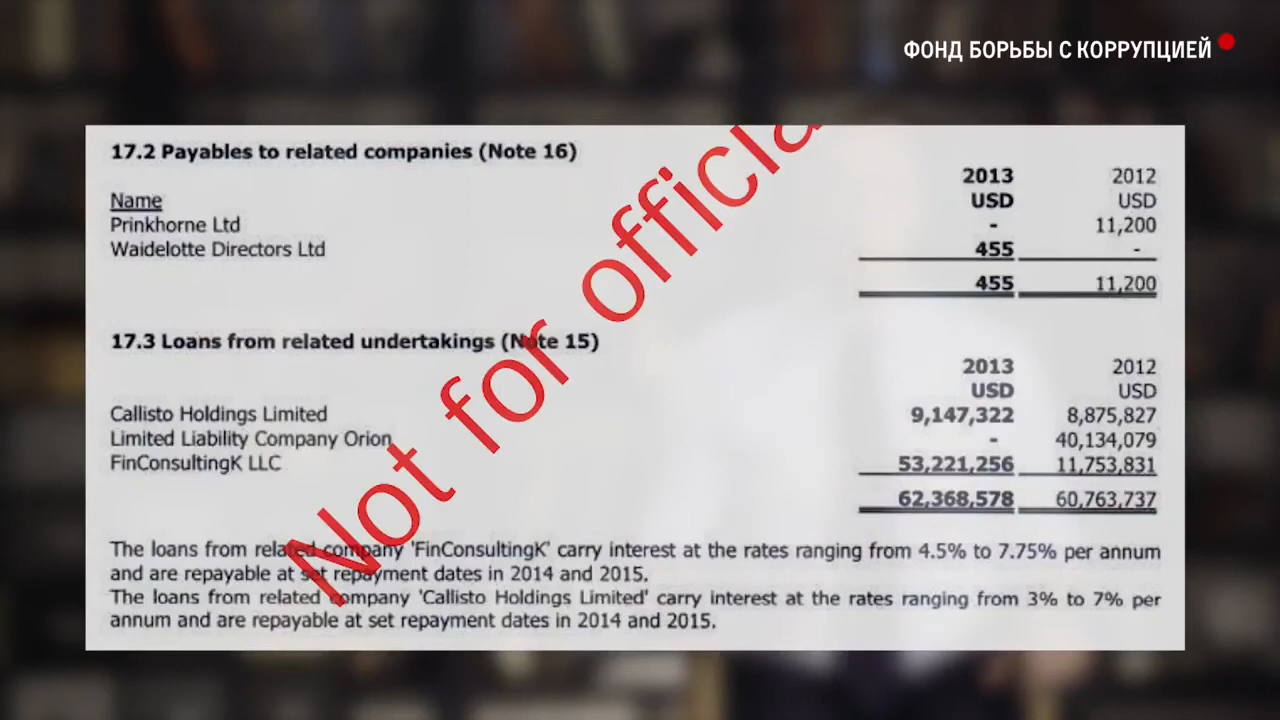 ФОНД БОРЬБЫ С КОРРУПЦИЕЙ
17.2 Payables to related companies (Note 16)
2013 2012
Name USD USD
Prinkhorne Ltd - 11,200
Waidelotte Directors Ltd 455 -
455 11,200
17.3 Loans from related undertakings (Note 15)
2013 2012
USD USD
Callisto Holdings Limited 9,147,322 8,875,827
Limited Liability Company Orion - 40,134,079
FinConsultingK LLC 53,221,256 11,753,831
62,368,578 60,763,737
The loans from related company 'FinConsultingK' carry interest at the rates ranging from 4.5% to 7.75% per annum
and are repayable at set repayment dates in 2014 and 2015.
The loans from related company 'Callisto Holdings Limited' carry interest at the rates ranging from 3% to 7% per
annum and are repayable at set repayment dates in 2014 and 2015.
Not for officia